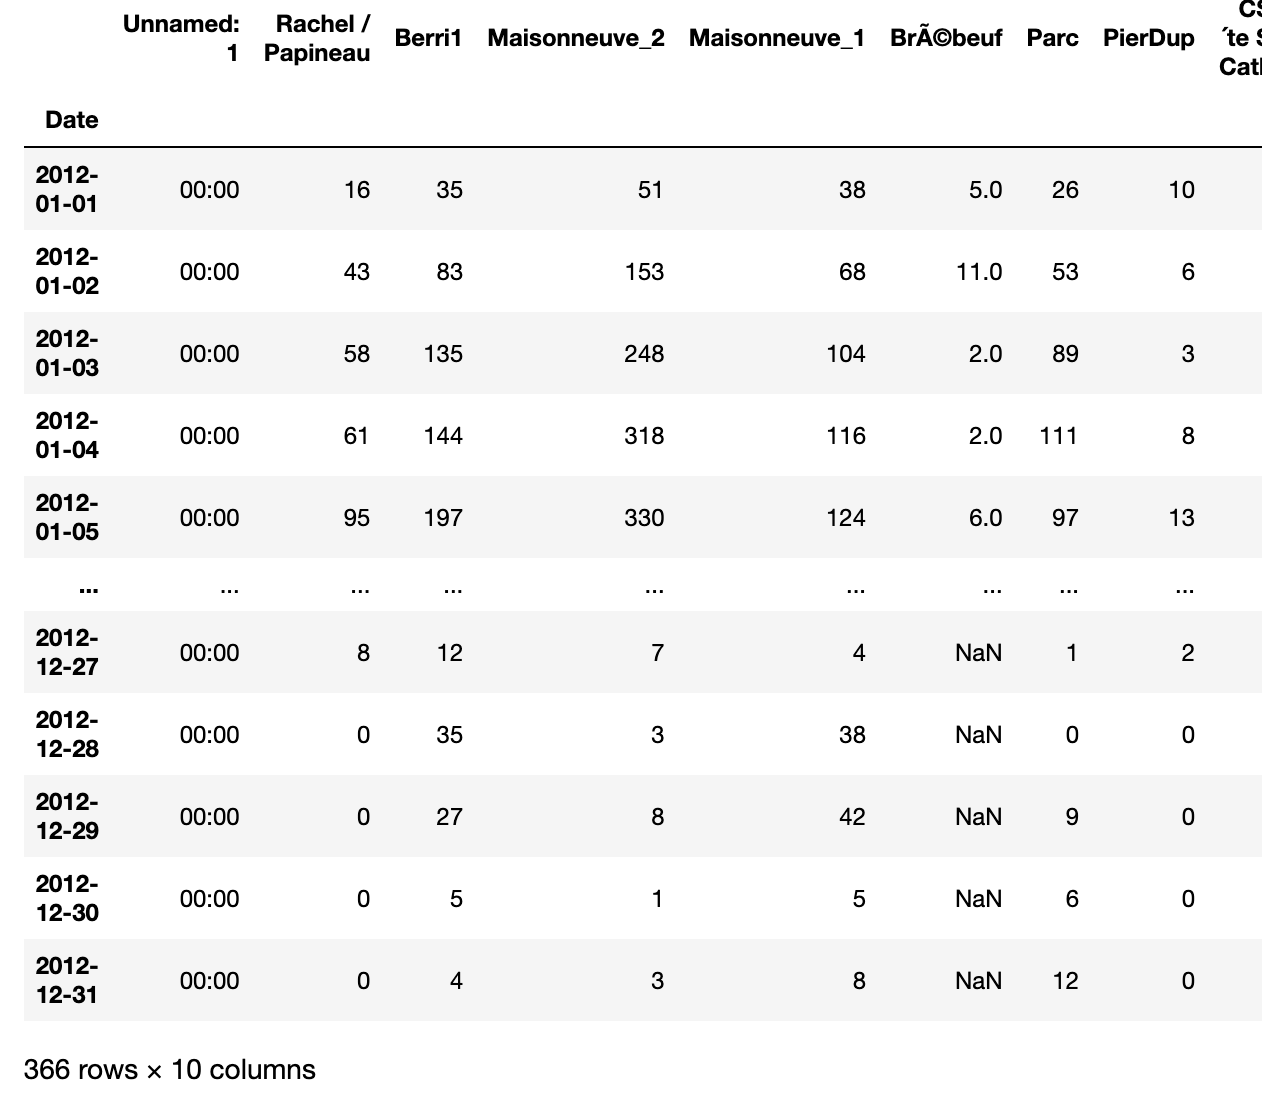 Unnamed: 1 Rachel / Papineau Berri1 Maisonneuve_2 Maisonneuve_1 BrÃ©beuf Parc PierDup
Date
2012-01-01 00:00 16 35 51 38 5.0 26 10
2012-01-02 00:00 43 83 153 68 11.0 53 6
2012-01-03 00:00 58 135 248 104 2.0 89 3
2012-01-04 00:00 61 144 318 116 2.0 111 8
2012-01-05 00:00 95 197 330 124 6.0 97 13
... ... ... ... ... ... ... ... ...
2012-12-27 00:00 8 12 7 4 NaN 1 2
2012-12-28 00:00 0 35 3 38 NaN 0 0
2012-12-29 00:00 0 27 8 42 NaN 9 0
2012-12-30 00:00 0 5 1 5 NaN 6 0
2012-12-31 00:00 0 4 3 8 NaN 12 0
366 rows × 10 columns